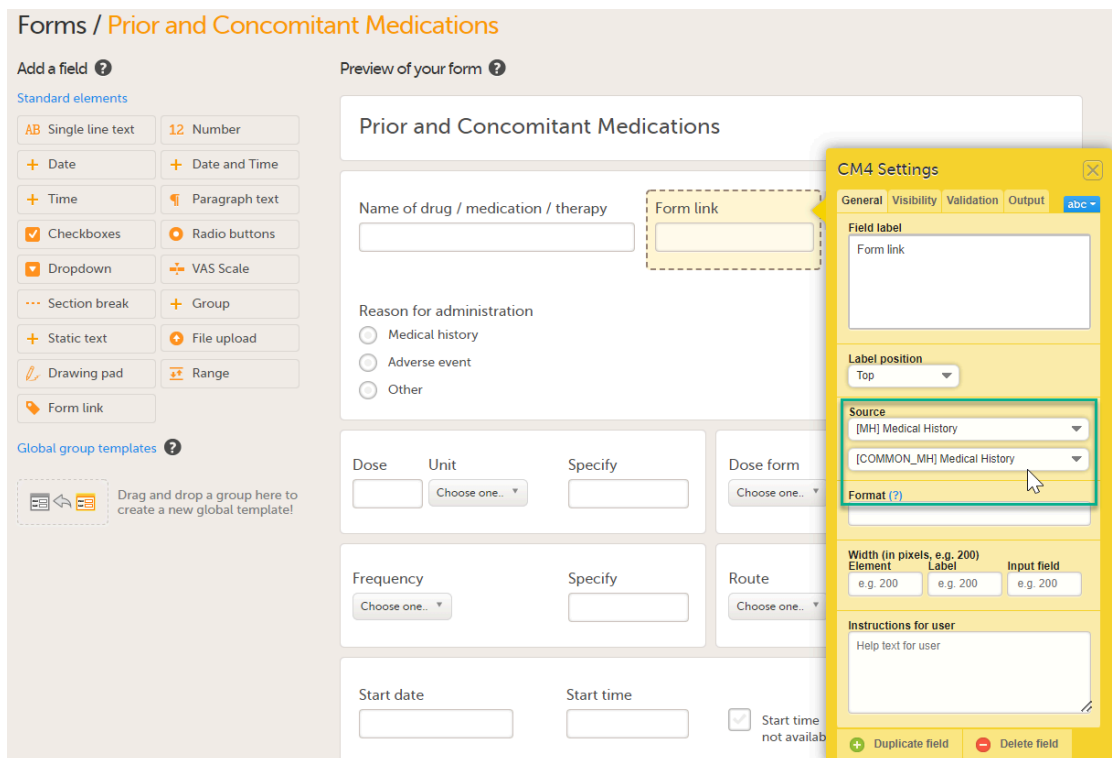 Forms / Prior and Concomitant Medications
Add a field ?
Standard elements
AB Single line text
12 Number
Date
Date and Time
Time
Paragraph text
Checkboxes
Radio buttons
Dropdown
VAS Scale
Section break
Group
Static text
File upload
Drawing pad
Range
Form link
Global group templates ?
Drag and drop a group here to
create a new global template!
Preview of your form ?
Prior and Concomitant Medications
Name of drug / medication / therapy
Form link
Reason for administration
Medical history
Adverse event
Other
Dose
Unit
Specify
Dose form
Choose one..
Choose one..
Frequency
Specify
Route
Choose one..
Choose one..
Start date
Start time
Start time
not availab
CM4 Settings
General Visibility Validation Output abc
Field label
Form link
Label position
Top
Source
[MH] Medical History
[COMMON_MH] Medical History
Format (?)
Width (in pixels, e.g. 200)
Element Label Input field
e.g. 200 e.g. 200 e.g. 200
Instructions for user
Help text for user
Duplicate field
Delete field